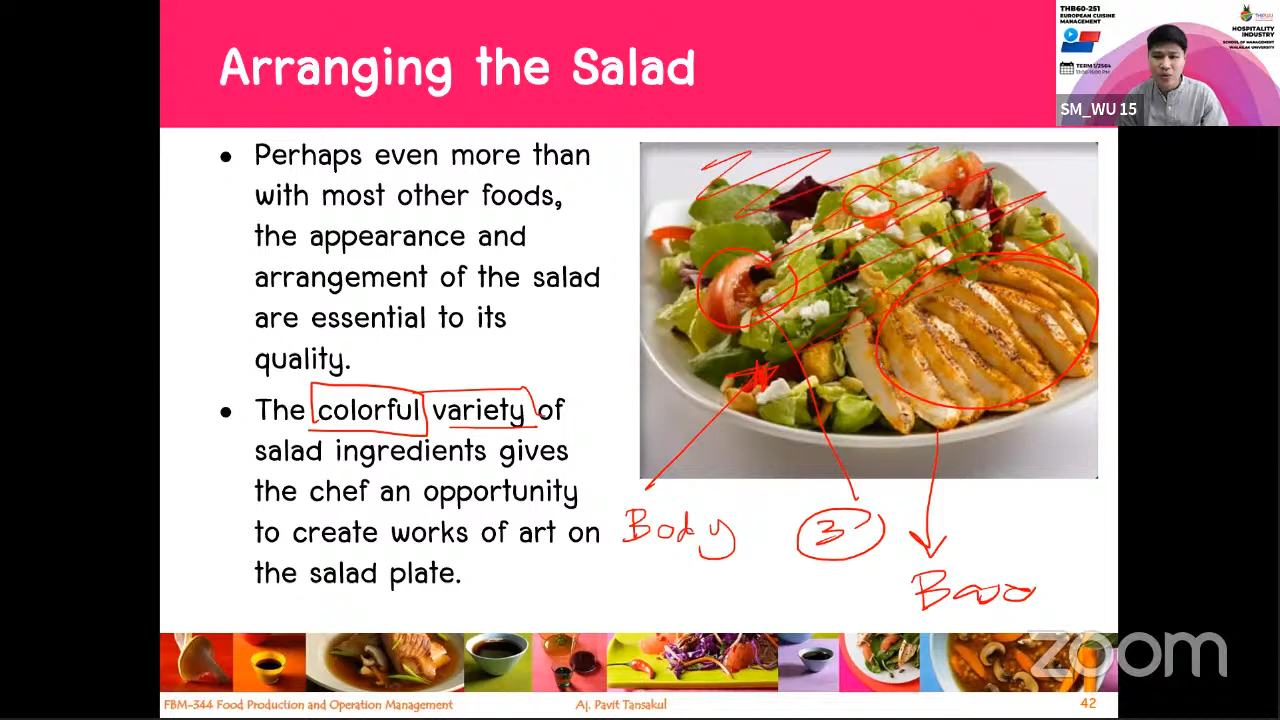 Arranging the Salad
THB60-251
EUROPEAN CUISINE
MANAGEMENT
TERM 1/2564
HOSPITALITY
INDUSTRY
SCHOOL OF MANAGEMENT
WALAILAK UNIVERSITY
SM_WU 15
• Perhaps even more than
with most other foods,
the appearance and
arrangement of the salad
are essential to its
quality.
• The colorful variety of
salad ingredients gives
the chef an opportunity
to create works of art on
the salad plate.
Body
zoom
FBM-344 Food Production and Operation Management
Aj. Pavit Tansakul
42